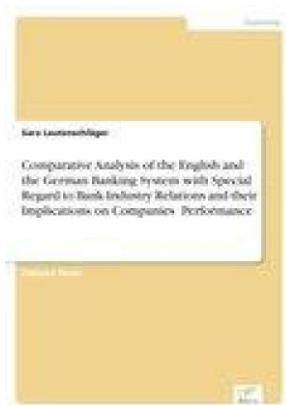 Sara Lautenschläger
Comparative Analysis of the English and
the German Banking System with Special
Regard to Bank-Industry Relations and their
Implications on Companies Performance